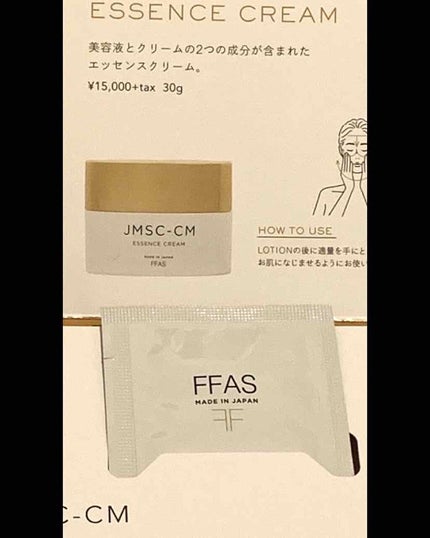 ESSENCE CREAM
美容液とクリームの2つの成分が含まれた
エッセンスクリーム。
¥15,000+tax 30g
JMSC-CM
ESSENCE CREAM
MADE IN JAPAN
FFAS
HOW TO USE
LOTIONの後に適量を手にと
お肌になじませるようにお使い
FFAS
MADE IN JAPAN
C-CM